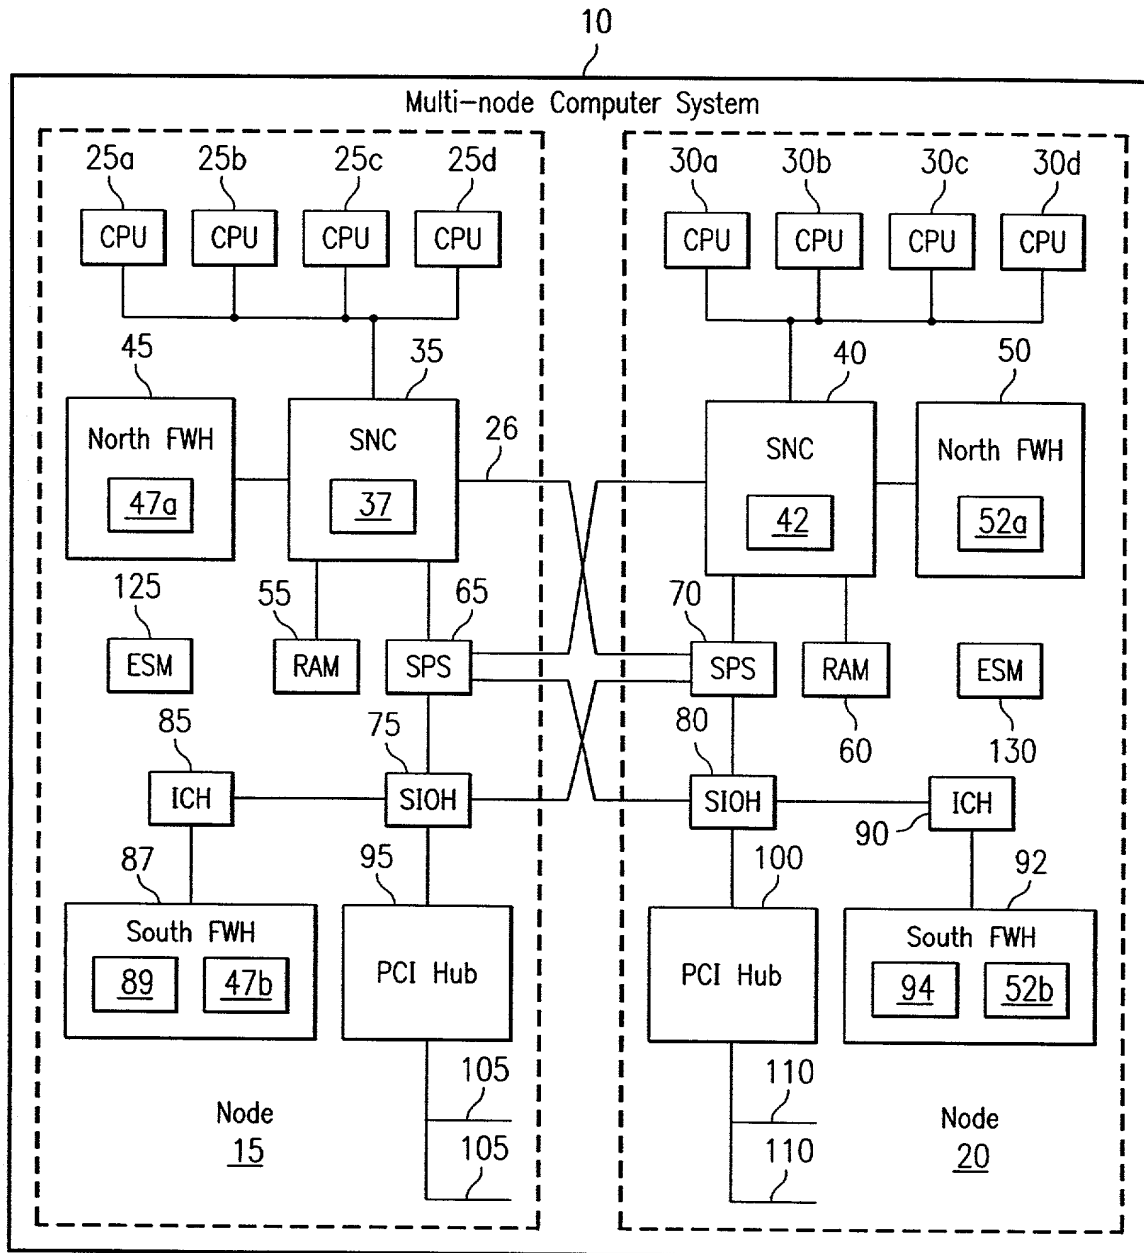 10
Multi-node Computer System
25a 25b 25c 25d 30a 30b 30c 30d
CPU CPU CPU CPU CPU CPU CPU CPU
45 35 40 50
North FWH SNC 26 SNC North FWH
47a 37 42 52a
125 55 65 70
ESM RAM SPS SPS RAM ESM
85 75 80 60 130
ICH SIOH SIOH ICH
90
87 95 100 92
South FWH PCI Hub PCI Hub South FWH
89 47b 94 52b
105 110
Node Node
15 105 110 20